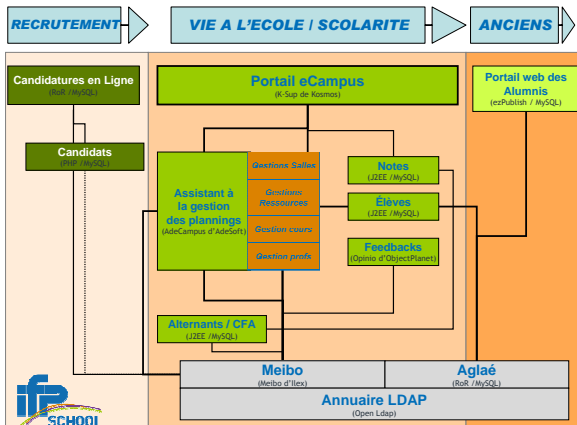 RECRUTEMENT
VIE A L'ECOLE / SCOLARITE
ANCIENS
Candidatures en Ligne
(RoR /MySQL)
Candidats
(PHP / MySQL)
Portail eCampus
(K-Sup de Kosmos)
Portail web des
Alumnis
(ezPublish / MySQL)
Assistant à
la gestion
des plannings
(AdeCampus d'AdeSoft)
Gestions Salles
Gestions
Ressources
Gestion cours
Gestion profs
Notes
(J2EE /MySQL)
Élèves
(J2EE /MySQL)
Feedbacks
(Opinio d'ObjectPlanet)
Alternants / CFA
(J2EE /MySQL)
Meibo
(Meibo d'Ilex)
Aglaé
(RoR /MySQL)
Annuaire LDAP
(Open Ldap)
ifp
SCHOOL